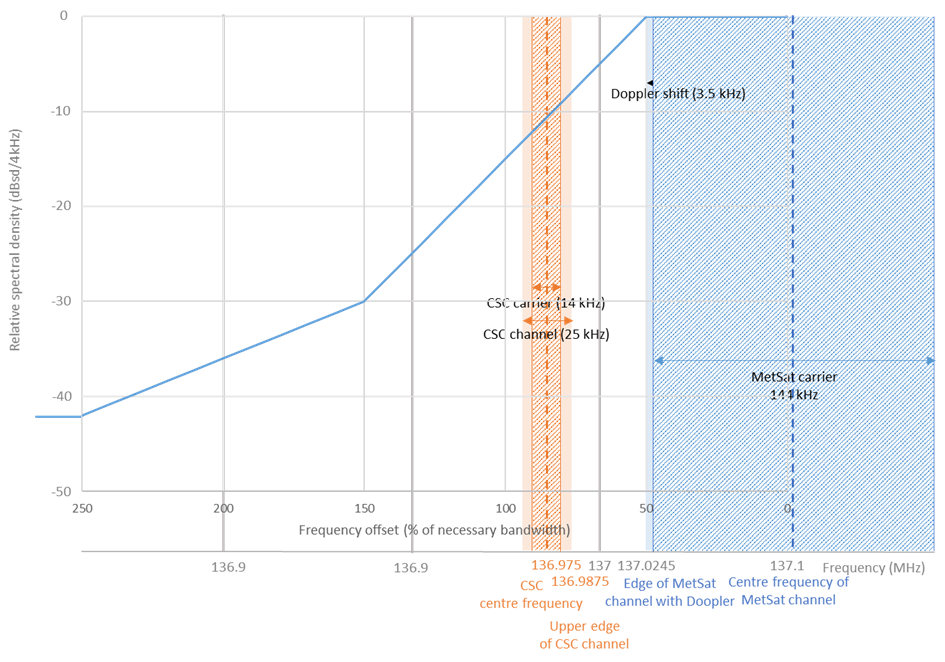 0
Relative spectral density (dBsd/4kHz)
Doppler shift (3.5 kHz)
-10
-20
-30
CSC carrier (14 kHz)
CSC channel (25 kHz)
MetSat carrier
144 kHz
-40
-50
250
200
150
100
50
0
Frequency offset (% of necessary bandwidth)
136.9
136.9
136.975
137
137.0245
137.1
Frequency (MHz)
136.9875
CSC
centre frequency
Edge of MetSat
channel with Doopler
Centre frequency of
MetSat channel
Upper edge
of CSC channel